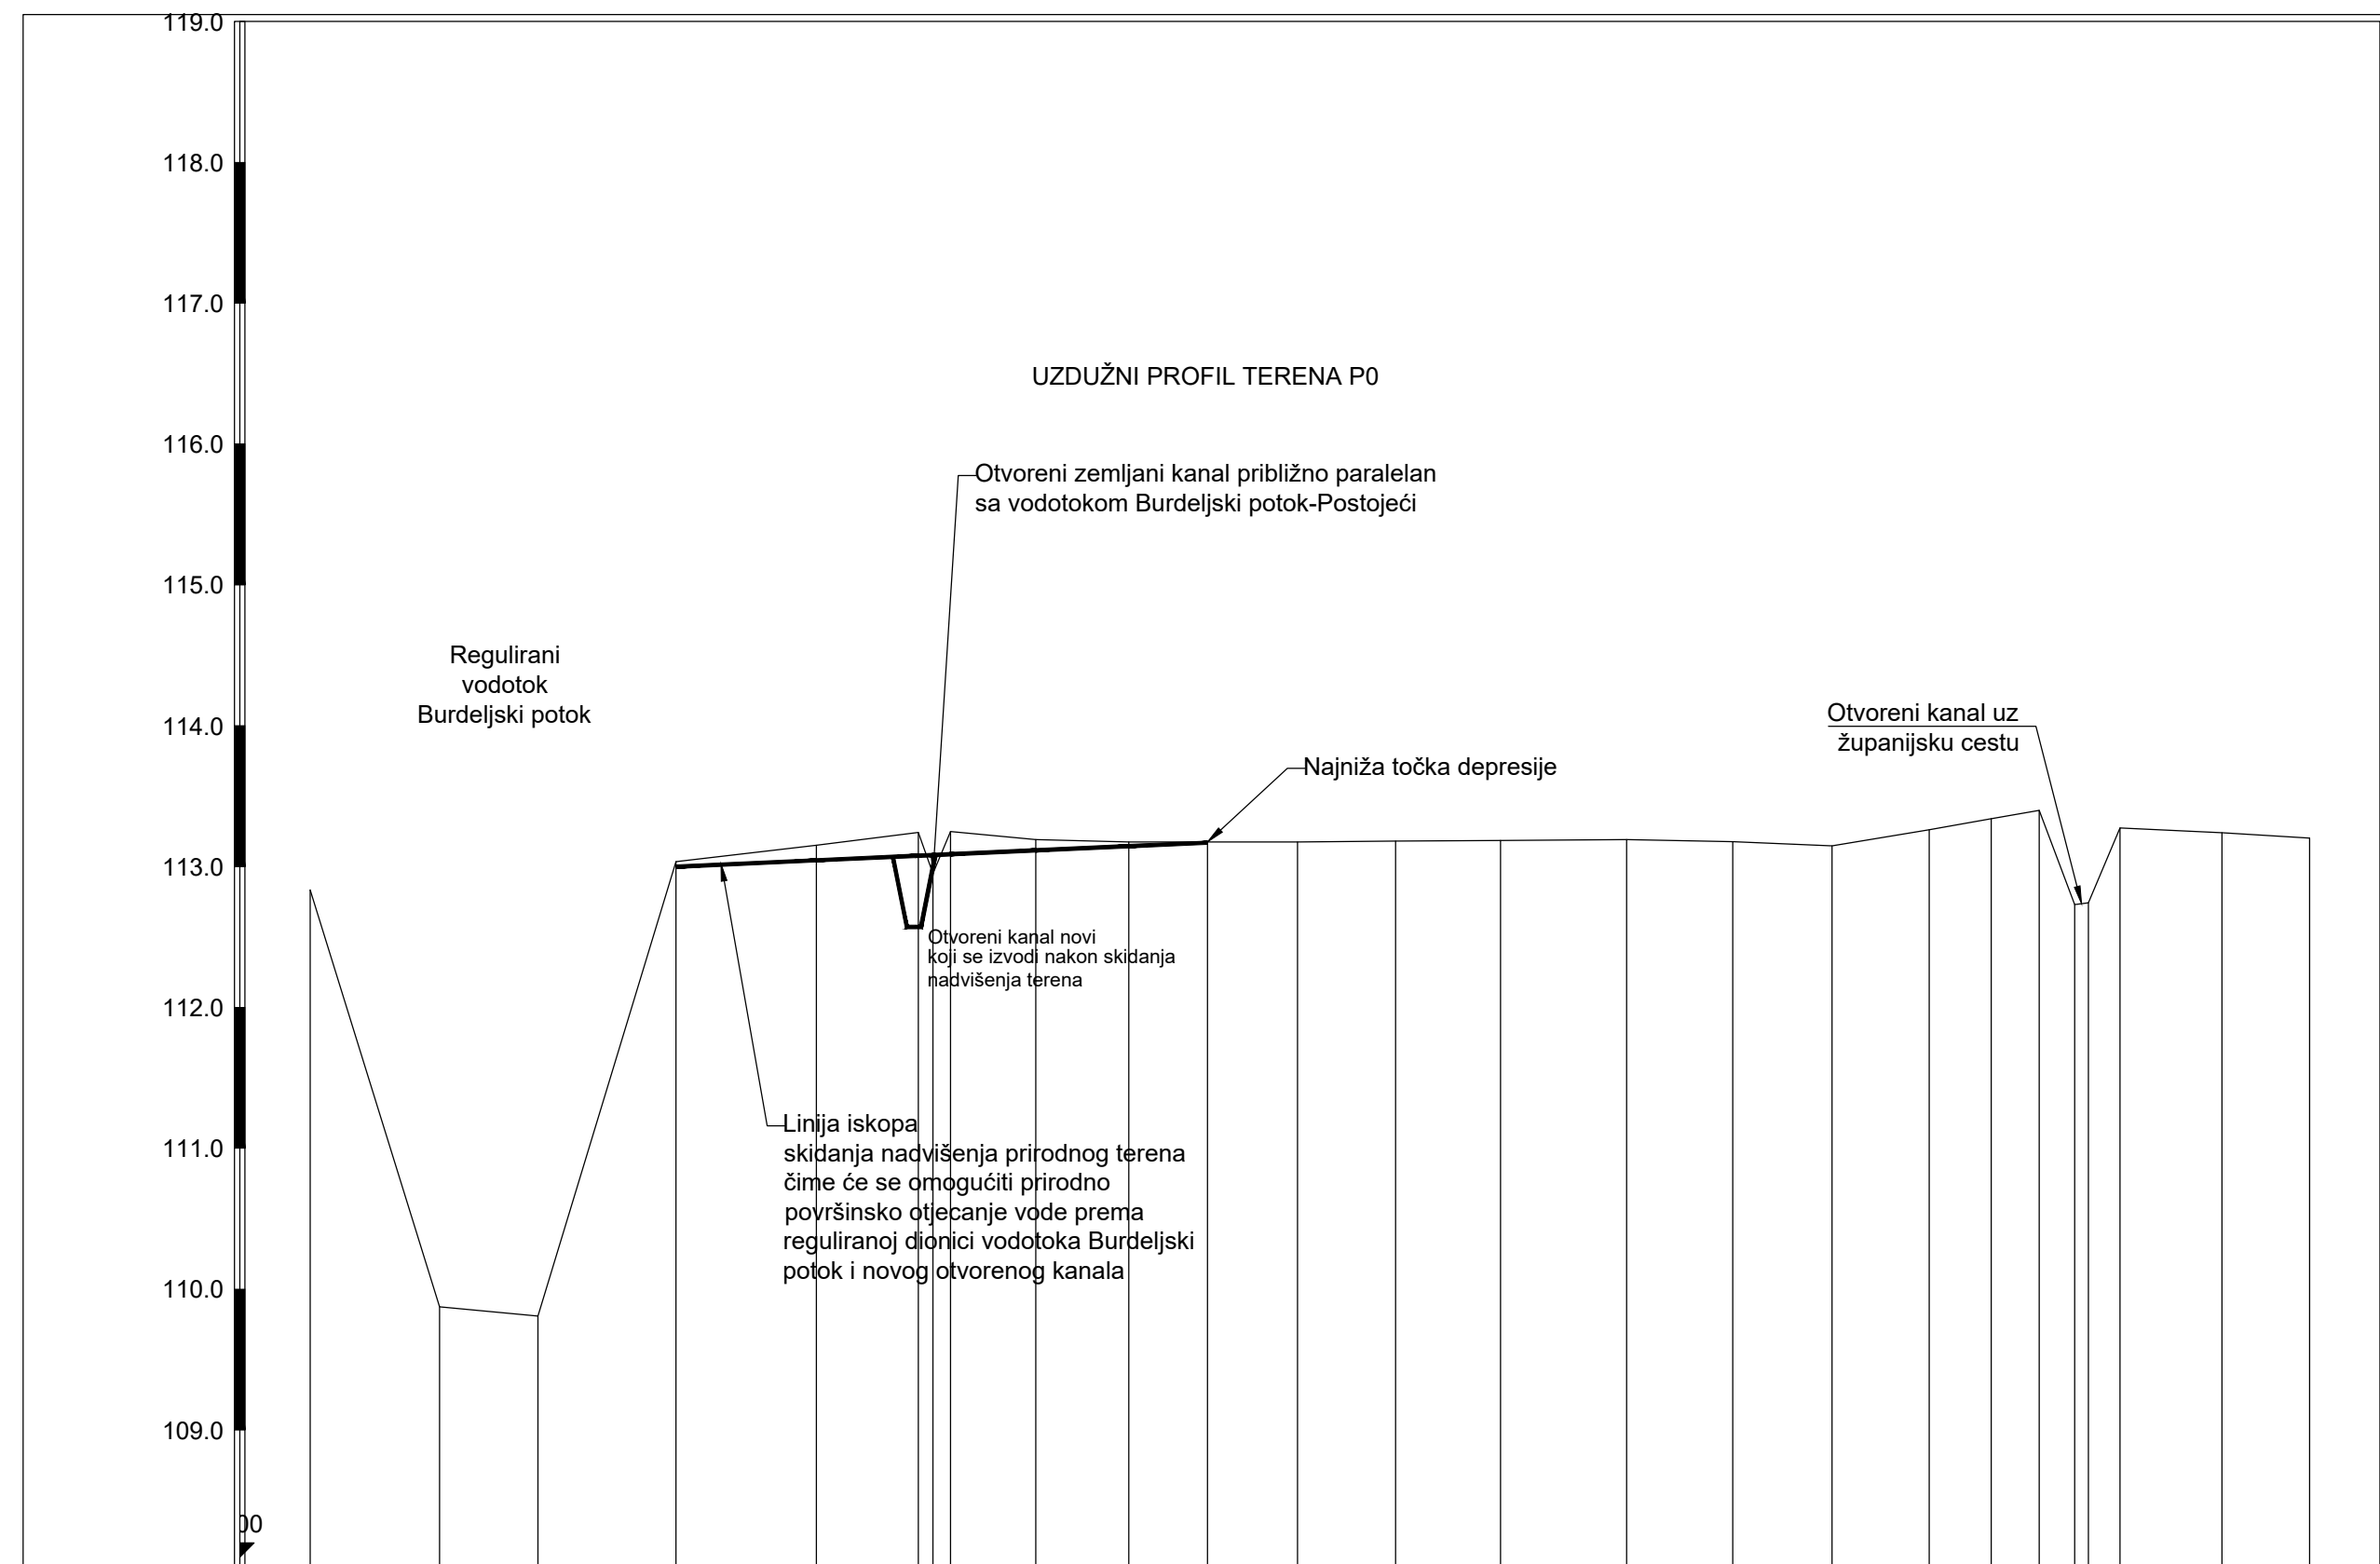 119.0
118.0
117.0
UZDUŽNI PROFIL TERENA P0
116.0
Otvoreni zemljani kanal približno paralelan
sa vodotokom Burdeljski potok-Postojeći
115.0
Regulirani
vodotok
Burdeljski potok
114.0
Otvoreni kanal uz
županijsku cestu
Najniža točka depresije
113.0
Otvoreni kanal novi
koji se izvodi nakon skidanja
nadvišenja terena
112.0
Linija iskopa
skidanja nadvišenja prirodnog terena
čime će se omogućiti prirodno
površinsko otjecanje vode prema
reguliranoj dionici vodotoka Burdeljski
potok i novog otvorenog kanala
111.0
110.0
109.0